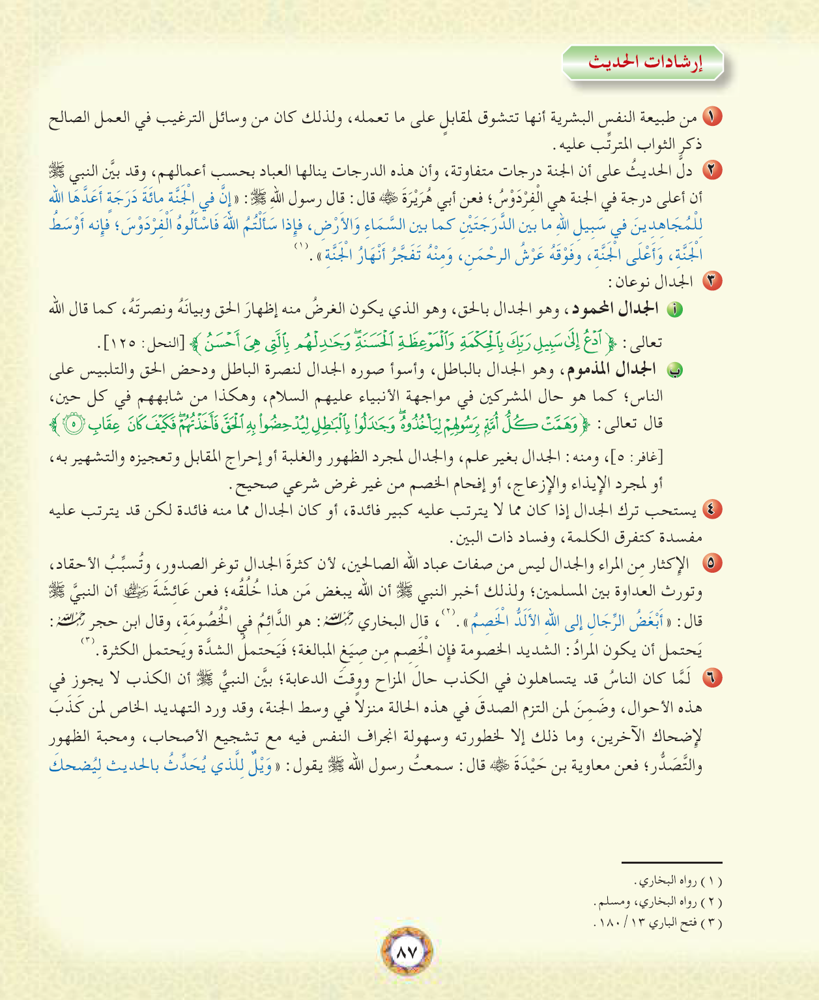 إرشادات الحديث
١ من طبيعة النفس البشرية أنها تتشوق لمقابلٍ على ما تعمله، ولذلك كان من وسائل الترغيب في العمل الصالح
ذكر الثواب المترتِّب عليه.
٢ دلَّ الحديثُ على أن الجنة درجات متفاوتة، وأن هذه الدرجات ينالها العباد بحسب أعمالهم، وقد بيَّن النبي ﷺ
أن أعلى درجة في الجنة هي الْفِرْدَوْسُ؛ فعن أبي هُرَيْرَةَ رضي الله عنه قال: قال رسول اللهِ ﷺ: «إنَّ في الْجَنَّةِ مِائَةَ دَرَجَةٍ أَعَدَّهَا الله
لِلْمُجَاهِدِينَ في سَبِيلِ اللهِ ما بين الدَّرَجَتَيْنِ كما بين السَّمَاءِ وَالأَرْضِ، فإِذا سَأَلْتُمُ اللهَ فَاسْأَلُوهُ الْفِرْدَوْسَ؛ فإِنه أَوْسَطُ
الْجَنَّةِ، وَأَعْلَى الْجَنَّةِ، وفَوْقَهُ عَرْشُ الرحْمَنِ، وَمِنْهُ تَفَجَّرُ أَنْهَارُ الْجَنَّةِ».(١)
٣ الجدال نوعان:
أ الجدال المحمود، وهو الجدال بالحق، وهو الذي يكون الغرضُ منه إظهارَ الحق وبيانَهُ ونصرتَهُ، كما قال الله
تعالى: ﴿ٱدْعُ إِلَىٰ سَبِيلِ رَبِّكَ بِٱلْحِكْمَةِ وَٱلْمَوْعِظَةِ ٱلْحَسَنَةِ ۖ وَجَٰدِلْهُم بِٱلَّتِى هِىَ أَحْسَنُ﴾ [النحل: ١٢٥].
ب الجدال المذموم، وهو الجدال بالباطل، وأسوأ صوره الجدال لنصرة الباطل ودحض الحق والتلبيس على
الناس؛ كما هو حال المشركين في مواجهة الأنبياء عليهم السلام، وهكذا من شابههم في كل حين،
قال تعالى: ﴿وَهَمَّتْ كُلُّ أُمَّةٍۭ بِرَسُولِهِمْ لِيَأْخُذُوهُ ۖ وَجَٰدَلُوا۟ بِٱلْبَٰطِلِ لِيُدْحِضُوا۟ بِهِ ٱلْحَقَّ فَأَخَذْتُهُمْ ۖ فَكَيْفَ كَانَ عِقَابِ ٥﴾
[غافر: ٥]، ومنه: الجدال بغير علم، والجدال لمجرد الظهور والغلبة أو إحراج المقابل وتعجيزه والتشهير به،
أو لمجرد الإيذاء والإزعاج، أو إفحام الخصم من غير غرض شرعي صحيح.
٤ يستحب ترك الجدال إذا كان مما لا يترتب عليه كبير فائدة، أو كان الجدال مما منه فائدة لكن قد يترتب عليه
مفسدة كتفرق الكلمة، وفساد ذات البين.
٥ الإكثار مِن المراء والجدال ليس من صفات عباد الله الصالحين، لأن كثرةَ الجدال توغر الصدور، وتُسبِّبُ الأحقاد،
وتورث العداوة بين المسلمين؛ ولذلك أخبر النبي ﷺ أن الله يبغض مَن هذا خُلُقُه؛ فعن عَائِشَةَ رضي الله عنها أن النبيَّ ﷺ
قال: «أَبْغَضُ الرِّجَالِ إلى اللهِ الأَلَدُّ الْخَصِمُ».(٢)، قال البخاري رحمه الله: هو الدَّائِمُ في الْخُصُومَةِ، وقال ابن حجر رحمه الله:
يَحتمل أن يكون المرادُ: الشديد الخصومة فإن الْخَصِم مِن صِيَغِ المبالغة؛ فَيَحتملُ الشدَّة ويَحتمل الكثرة.(٣)
٦ لَمَّا كان الناسُ قد يتساهلون في الكذب حالَ المزاح ووقتَ الدعابة؛ بيَّن النبيُّ ﷺ أن الكذب لا يجوز في
هذه الأحوال، وضَمِنَ لمن التزم الصدقَ في هذه الحالة منزلاً في وسط الجنة، وقد ورد التهديد الخاص لمن كَذَبَ
لإضحاك الآخرين، وما ذلك إلا لخطورته وسهولة انجراف النفس فيه مع تشجيع الأصحاب، ومحبة الظهور
والتَّصَدُّر؛ فعن معاوية بن حَيْدَةَ رضي الله عنه قال: سمعتُ رسول الله ﷺ يقول: «وَيْلٌ لِلَّذي يُحَدِّثُ بالحديث لِيُضحكَ
(١) رواه البخاري.
(٢) رواه البخاري، ومسلم.
(٣) فتح الباري ١٣/ ١٨٠.
٨٧